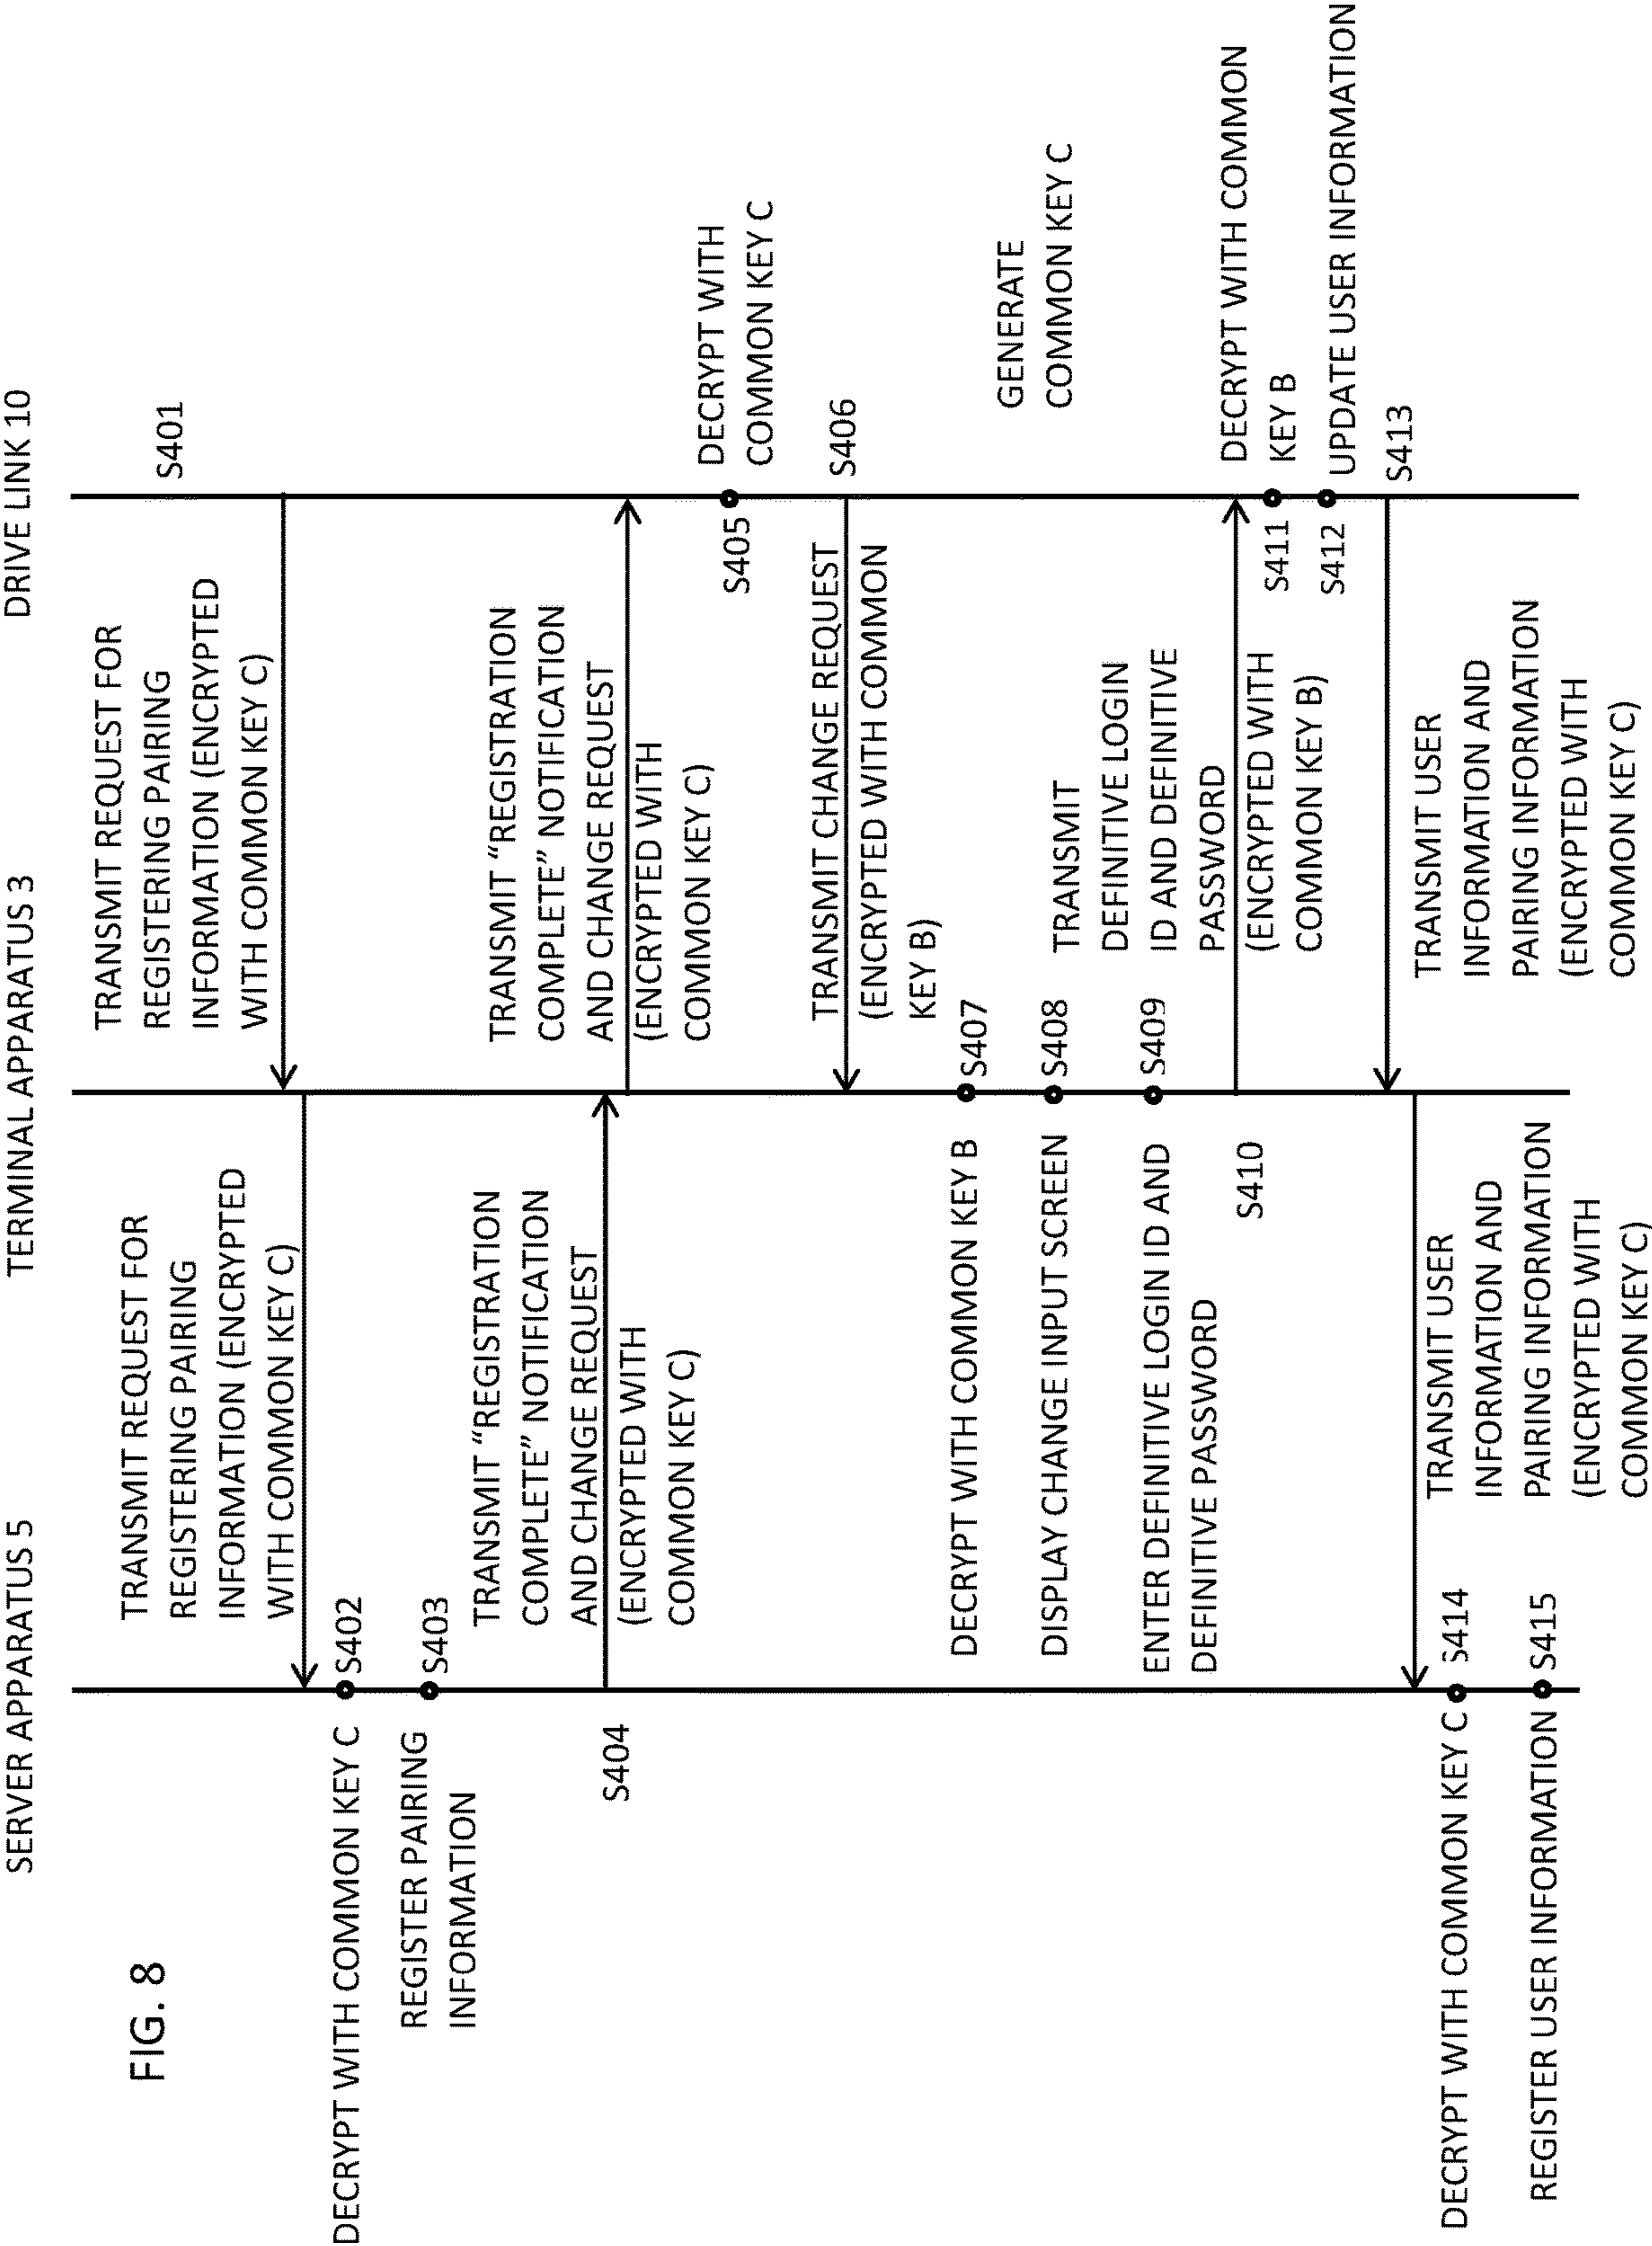 FIG. 8
SERVER APPARATUS 5
TERMINAL APPARATUS 3
DRIVE LINK 10
S401
TRANSMIT REQUEST FOR
REGISTERING PAIRING
INFORMATION (ENCRYPTED
WITH COMMON KEY C)
TRANSMIT REQUEST FOR
REGISTERING PAIRING
INFORMATION (ENCRYPTED
WITH COMMON KEY C)
DECRYPT WITH COMMON KEY C
S402
REGISTER PAIRING
INFORMATION
S403
TRANSMIT “REGISTRATION
COMPLETE” NOTIFICATION
AND CHANGE REQUEST
(ENCRYPTED WITH
COMMON KEY C)
S404
TRANSMIT “REGISTRATION
COMPLETE” NOTIFICATION
AND CHANGE REQUEST
(ENCRYPTED WITH
COMMON KEY C)
S405
DECRYPT WITH
COMMON KEY C
S406
TRANSMIT CHANGE REQUEST
(ENCRYPTED WITH COMMON
KEY B)
DECRYPT WITH COMMON KEY B
S407
GENERATE
COMMON KEY C
DISPLAY CHANGE INPUT SCREEN
S408
ENTER DEFINITIVE LOGIN ID AND
DEFINITIVE PASSWORD
S409
TRANSMIT
DEFINITIVE LOGIN
ID AND DEFINITIVE
PASSWORD
(ENCRYPTED WITH
COMMON KEY B)
S410
S411
DECRYPT WITH COMMON
KEY B
S412
UPDATE USER INFORMATION
S413
TRANSMIT USER
INFORMATION AND
PAIRING INFORMATION
(ENCRYPTED WITH
COMMON KEY C)
TRANSMIT USER
INFORMATION AND
PAIRING INFORMATION
(ENCRYPTED WITH
COMMON KEY C)
DECRYPT WITH COMMON KEY C
S414
REGISTER USER INFORMATION
S415